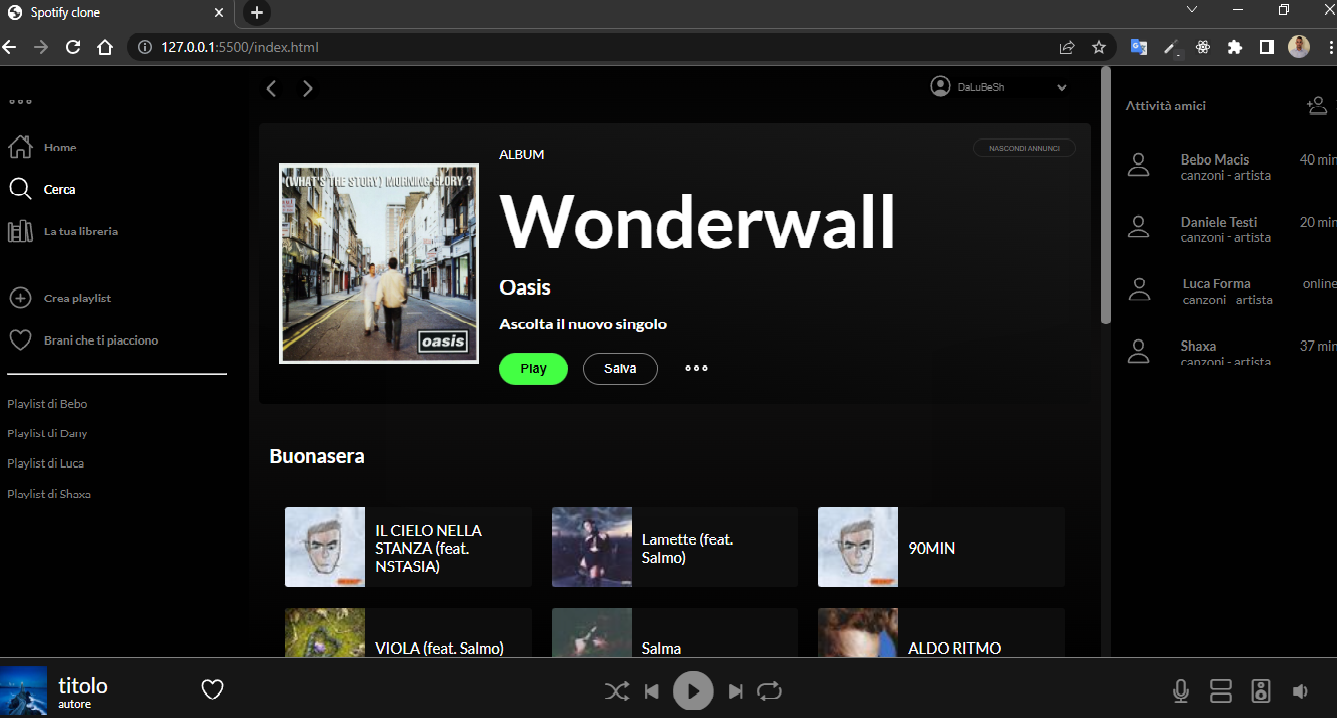 Spotify clone
127.0.0.1:5500/index.html
Home
Cerca
La tua libreria
Crea playlist
Brani che ti piacciono
Playlist di Bebo
Playlist di Dany
Playlist di Luca
Playlist di Shaxa
DaLuBeSh
NASCONDI ANNUNCI
(WHAT'S THE STORY) MORNING GLORY ?
oasis
ALBUM
Wonderwall
Oasis
Ascolta il nuovo singolo
Play
Salva
Buonasera
IL CIELO NELLA
STANZA (feat.
NSTASIA)
Lamette (feat.
Salmo)
90MIN
VIOLA (feat. Salmo)
Salma
ALDO RITMO
Attività amici
Bebo Macis
40 min
canzoni - artista
Daniele Testi
20 min
canzoni - artista
Luca Forma
online
canzoni - artista
Shaxa
37 min
canzoni - artista
titolo
autore